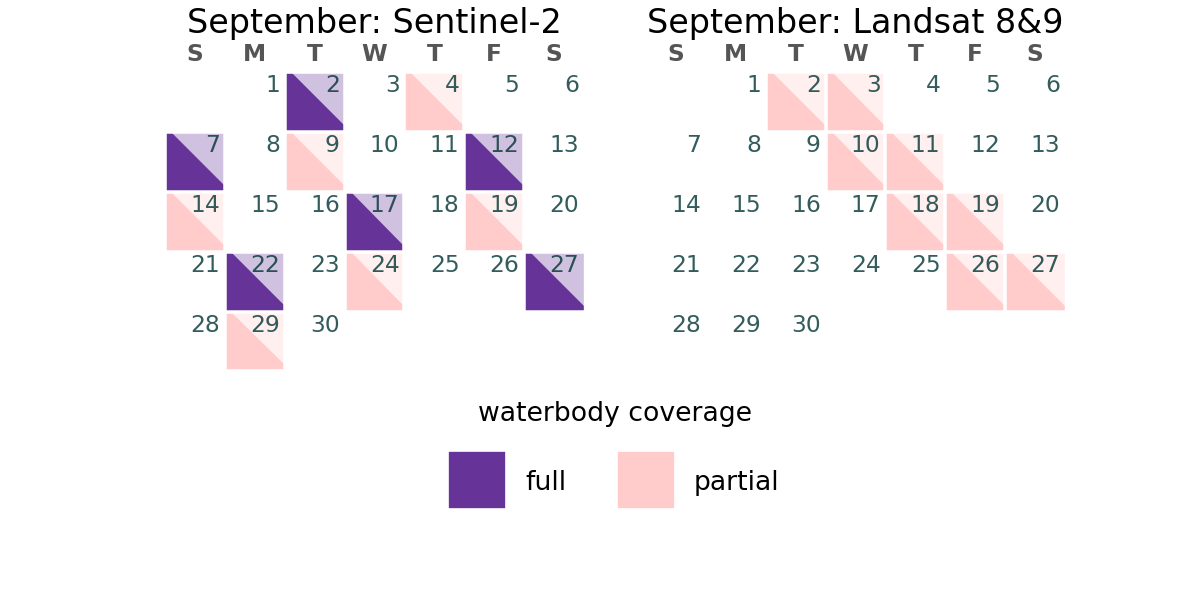 September: Sentinel-2
S M T W T F S
1 2 3 4 5 6
7 8 9 10 11 12 13
14 15 16 17 18 19 20
21 22 23 24 25 26 27
28 29 30
September: Landsat 8&9
S M T W T F S
1 2 3 4 5 6
7 8 9 10 11 12 13
14 15 16 17 18 19 20
21 22 23 24 25 26 27
28 29 30
waterbody coverage
full partial